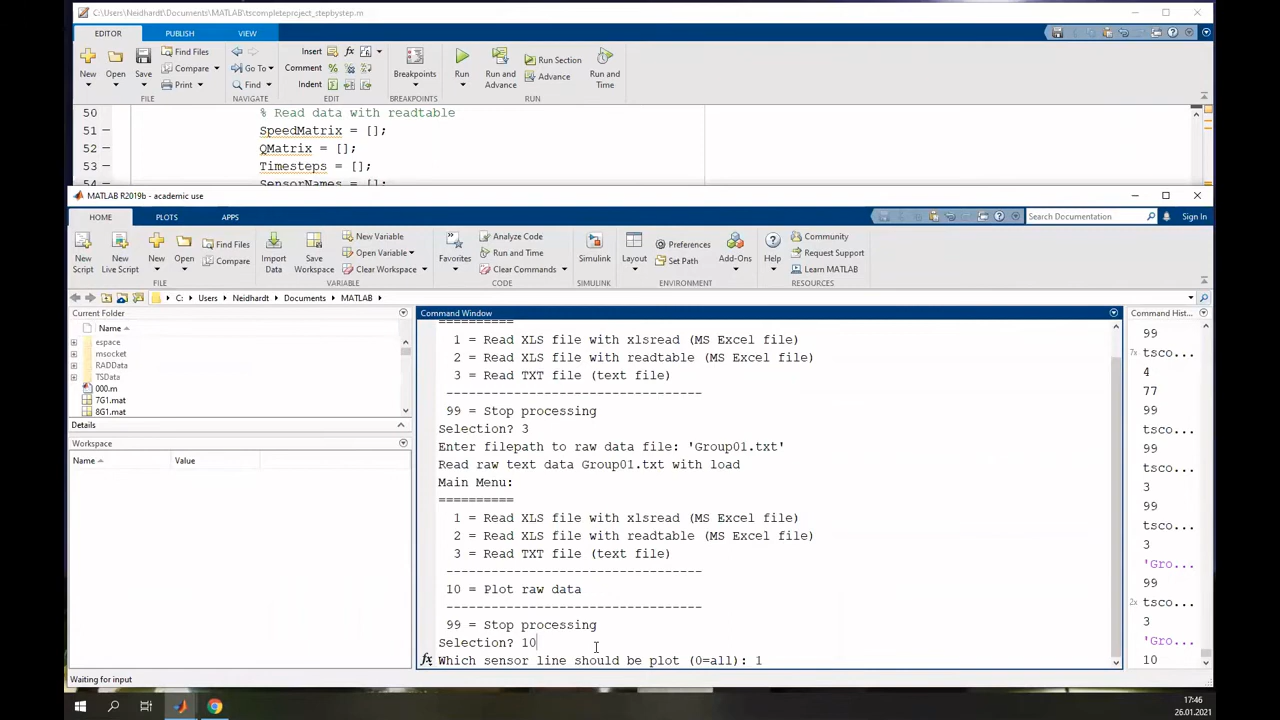 C:\Users\Neidhardt\Documents\MATLAB\tscompleteproject_stepbystep.m
EDITOR PUBLISH VIEW
New Open Save Find Files Compare Print
Go To Find
Insert Comment Indent
Breakpoints
Run Run and Advance Run Section Advance Run and Time
FILE NAVIGATE EDIT BREAKPOINTS RUN
50 % Read data with readtable
51 SpeedMatrix = [];
52 QMatrix = [];
53 Timesteps = [];
54 SensorNames = [];
MATLAB R2019b - academic use
HOME PLOTS APPS
Search Documentation
Sign In
New Script New Live Script New Open Find Files Compare
Import Data Save Workspace New Variable Open Variable Clear Workspace
Favorites Analyze Code Run and Time Clear Commands
Simulink Layout Preferences Set Path Add-Ons
Help Community Request Support Learn MATLAB
FILE VARIABLE CODE SIMULINK ENVIRONMENT RESOURCES
C: Users Neidhardt Documents MATLAB
Current Folder
Name
espace
msocket
RADData
TSData
000.m
7G1.mat
8G1.mat
Details
Workspace
Name Value
Command Window
==========
1 = Read XLS file with xlsread (MS Excel file)
2 = Read XLS file with readtable (MS Excel file)
3 = Read TXT file (text file)
----------------------------------
99 = Stop processing
Selection? 3
Enter filepath to raw data file: 'Group01.txt'
Read raw text data Group01.txt with load
Main Menu:
==========
1 = Read XLS file with xlsread (MS Excel file)
2 = Read XLS file with readtable (MS Excel file)
3 = Read TXT file (text file)
----------------------------------
10 = Plot raw data
----------------------------------
99 = Stop processing
Selection? 10
fx Which sensor line should be plot (0=all): 1
Command Hist...
99
7x tsco...
4
77
99
tsco...
99
tsco...
3
99
tsco...
3
'Gro...
99
2x tsco...
3
'Gro...
10
Waiting for input
17:46
26.01.2021